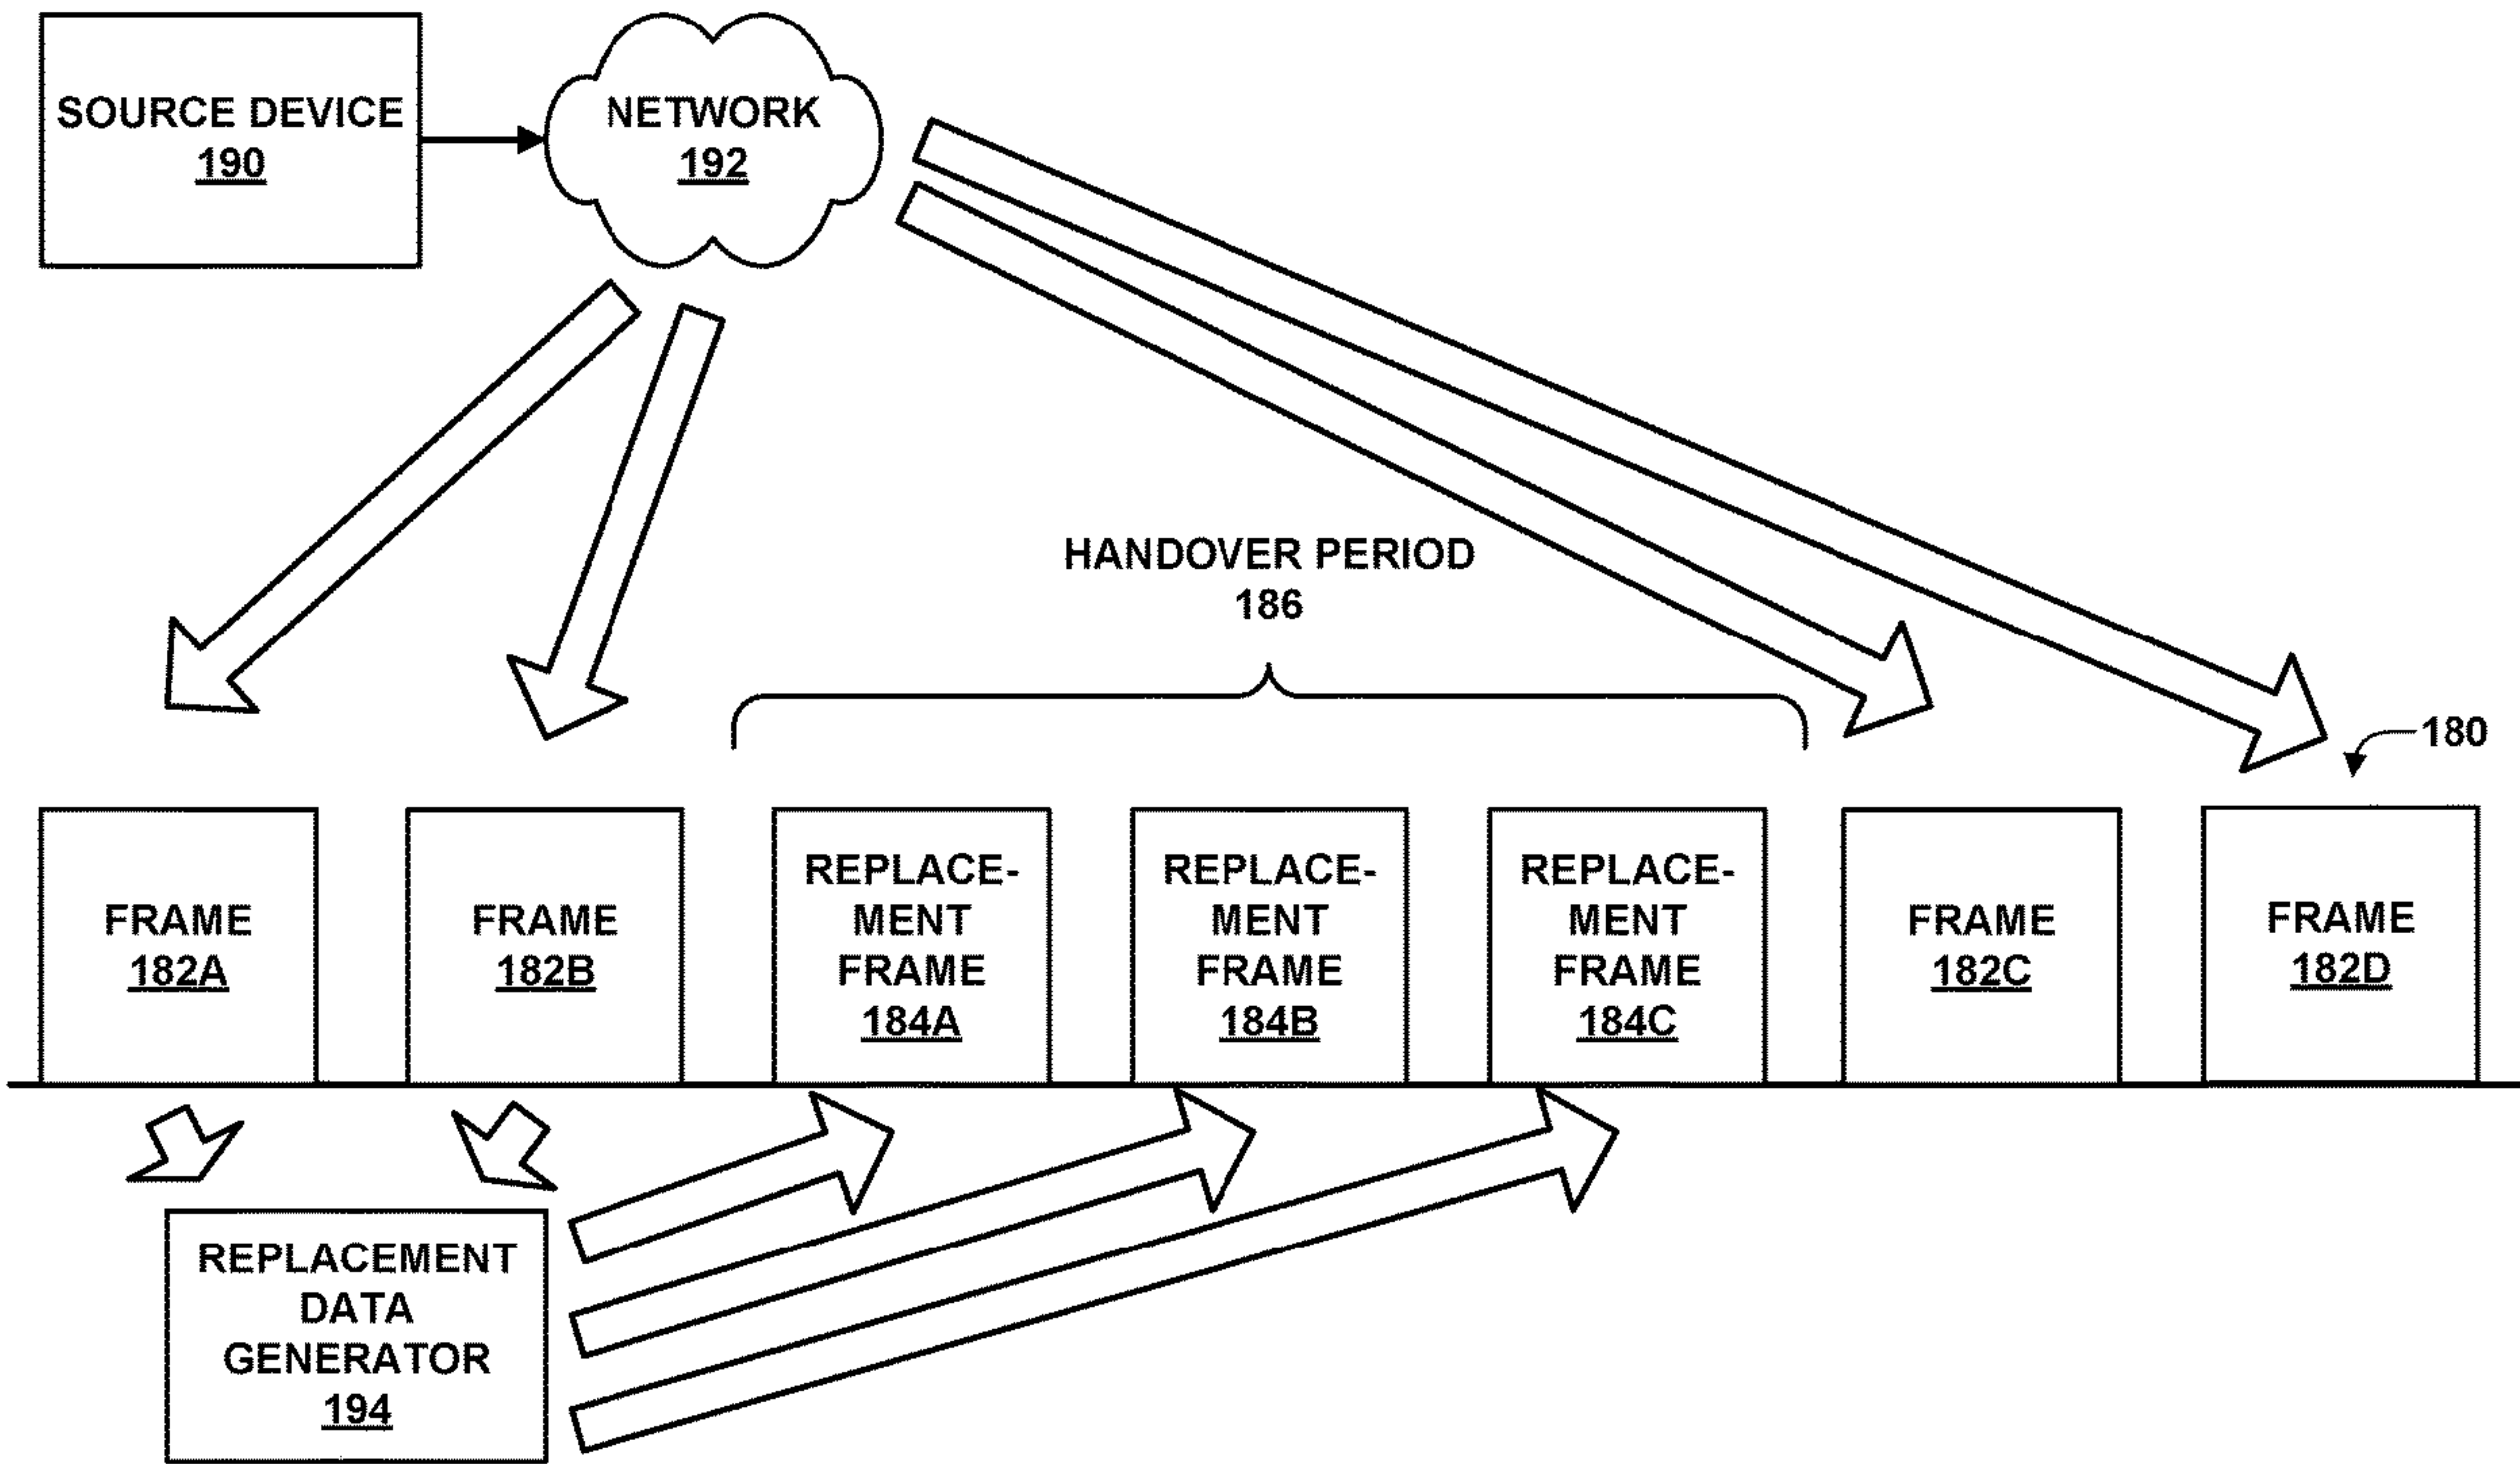 SOURCE DEVICE
190
NETWORK
192
HANDOVER PERIOD
186
180
FRAME
182A
FRAME
182B
REPLACE-
MENT
FRAME
184A
REPLACE-
MENT
FRAME
184B
REPLACE-
MENT
FRAME
184C
FRAME
182C
FRAME
182D
REPLACEMENT
DATA
GENERATOR
194